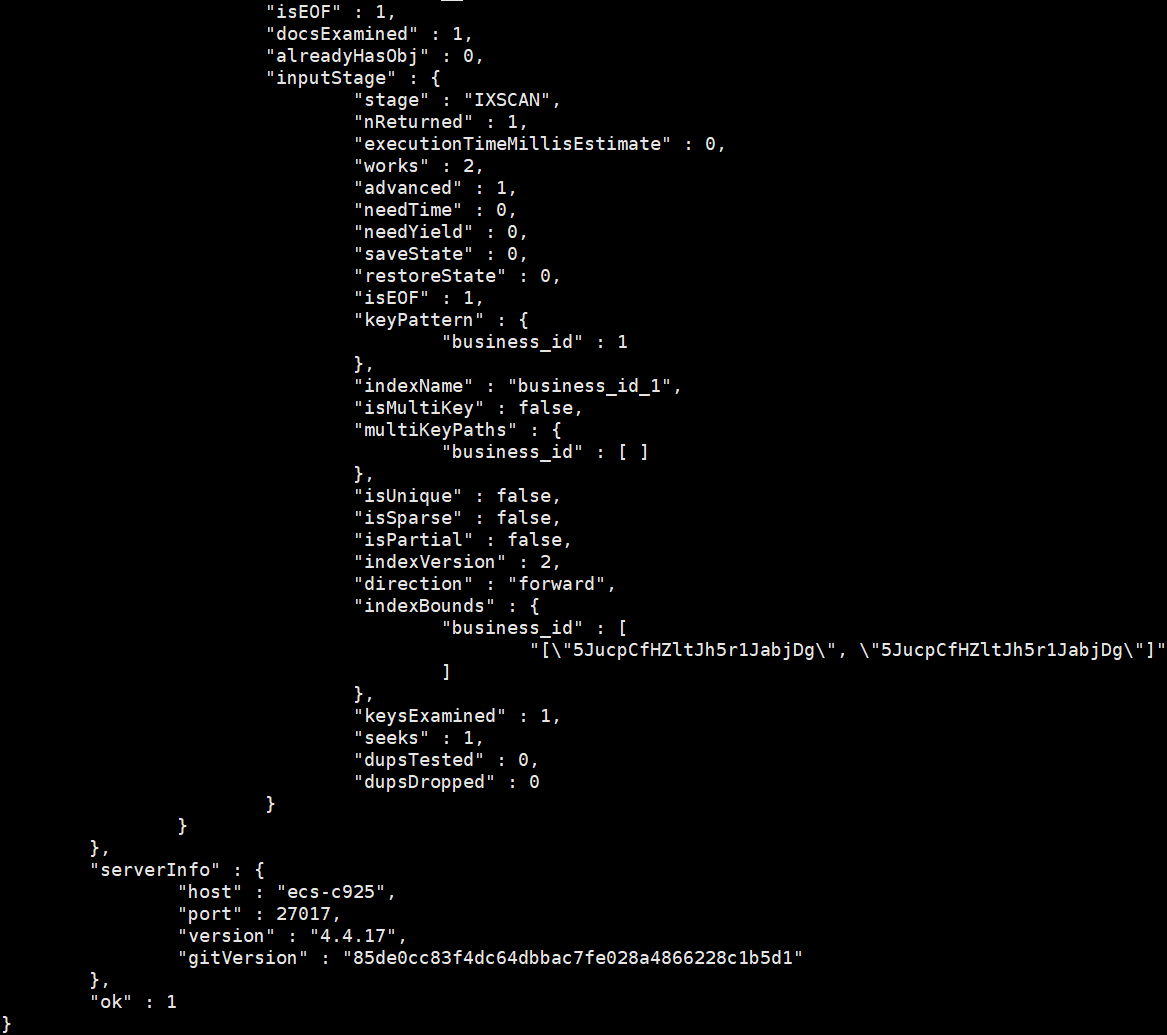 "isEOF" : 1,
"docsExamined" : 1,
"alreadyHasObj" : 0,
"inputStage" : {
"stage" : "IXSCAN",
"nReturned" : 1,
"executionTimeMillisEstimate" : 0,
"works" : 2,
"advanced" : 1,
"needTime" : 0,
"needYield" : 0,
"saveState" : 0,
"restoreState" : 0,
"isEOF" : 1,
"keyPattern" : {
"business_id" : 1
},
"indexName" : "business_id_1",
"isMultiKey" : false,
"multiKeyPaths" : {
"business_id" : [ ]
},
"isUnique" : false,
"isSparse" : false,
"isPartial" : false,
"indexVersion" : 2,
"direction" : "forward",
"indexBounds" : {
"business_id" : [
"[\"5JucpCfHZltJh5r1JabjDg\", \"5JucpCfHZltJh5r1JabjDg\"]"
]
},
"keysExamined" : 1,
"seeks" : 1,
"dupsTested" : 0,
"dupsDropped" : 0
}
}
},
"serverInfo" : {
"host" : "ecs-c925",
"port" : 27017,
"version" : "4.4.17",
"gitVersion" : "85de0cc83f4dc64dbbac7fe028a4866228c1b5d1"
},
"ok" : 1
}